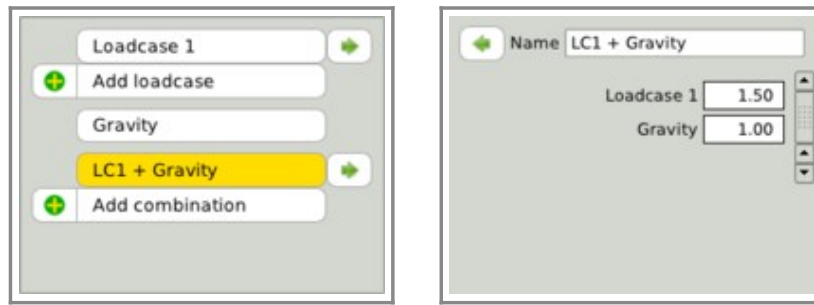 Loadcase 1
Add loadcase
Gravity
LC1 + Gravity
Add combination
Name LC1 + Gravity
Loadcase 1 1.50
Gravity 1.00